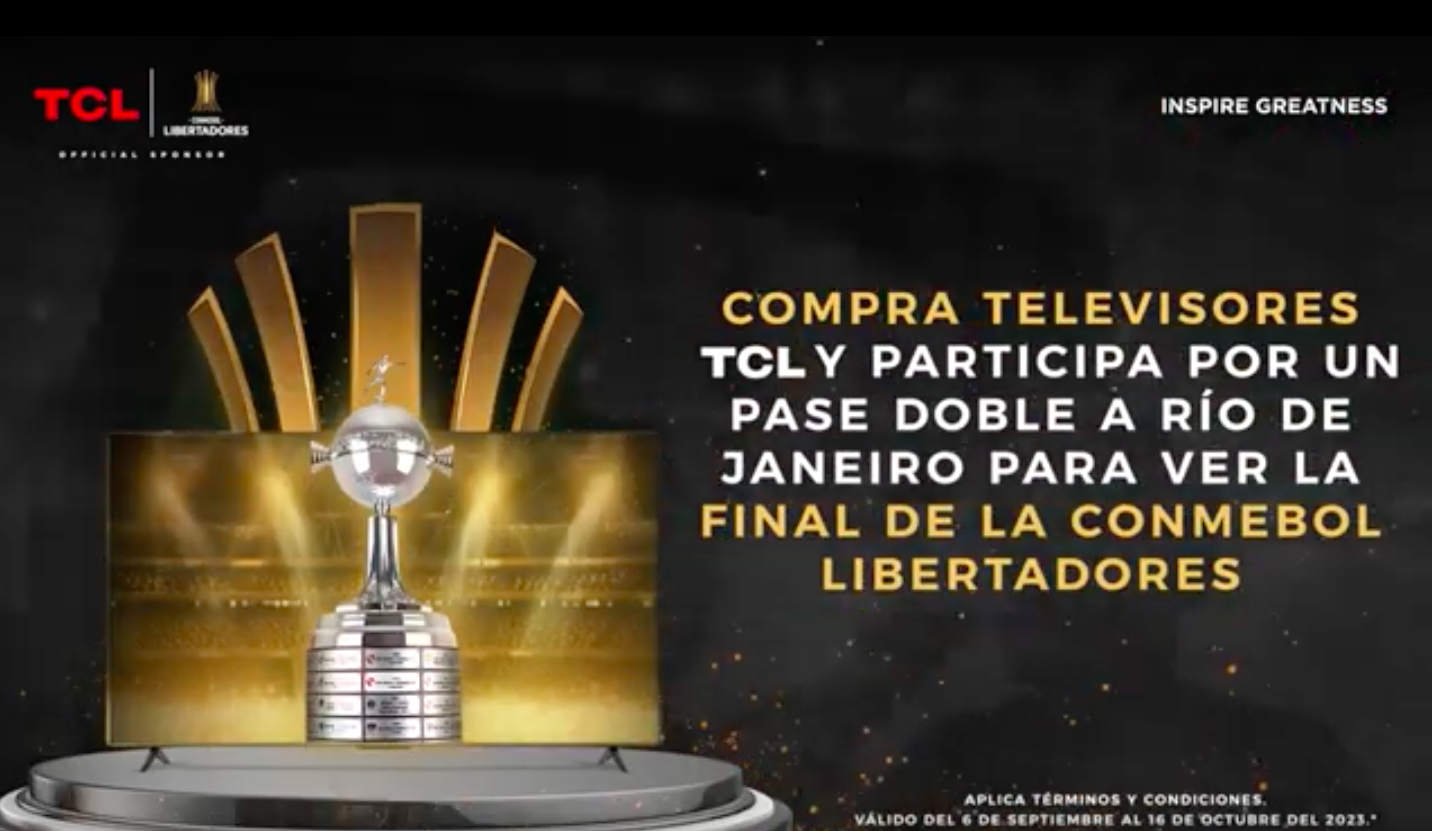 TCL
CONMEBOL
LIBERTADORES
OFFICIAL SPONSOR
INSPIRE GREATNESS
COMPRA TELEVISORES
TCL Y PARTICIPA POR UN
PASE DOBLE A RÍO DE
JANEIRO PARA VER LA
FINAL DE LA CONMEBOL
LIBERTADORES
APLICA TÉRMINOS Y CONDICIONES.
VÁLIDO DEL 6 DE SEPTIEMBRE AL 16 DE OCTUBRE DEL 2023.*